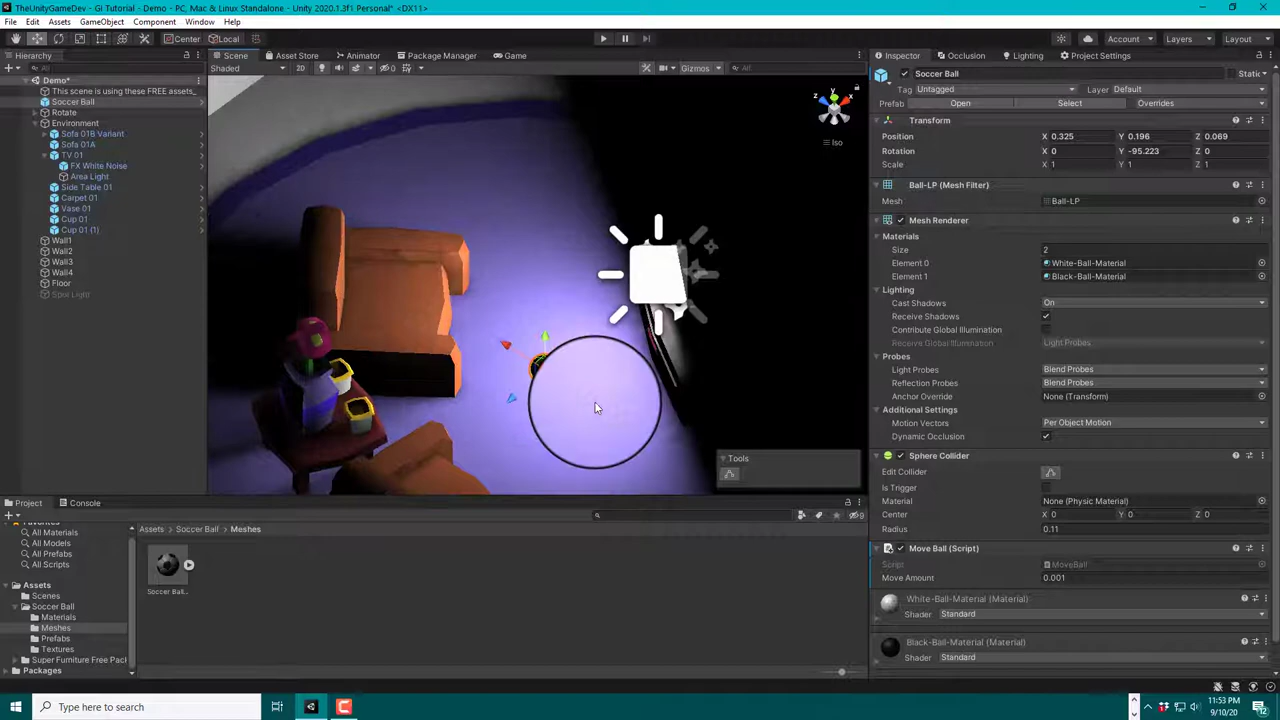 TheUnityGameDev - GI Tutorial - Demo - PC, Mac & Linux Standalone - Unity 2020.1.3f1 Personal* <DX11>
File Edit Assets GameObject Component Window Help
Center Local Account Layers Layout
Hierarchy
Scene Asset Store Animator Package Manager Game
Inspector Occlusion Lighting Project Settings
All
Shaded 2D 0 Gizmos All
Demo*
This scene is using these FREE assets_
Soccer Ball
Rotate
Environment
Sofa 01B Variant
Sofa 01A
TV 01
FX White Noise
Area Light
Side Table 01
Carpet 01
Vase 01
Cup 01
Cup 01 (1)
Wall1
Wall2
Wall3
Wall4
Floor
Spot Light
y
z x
Iso
Tools
Soccer Ball Static
Tag Untagged Layer Default
Prefab Open Select Overrides
Transform
Position X 0.325 Y 0.196 Z 0.069
Rotation X 0 Y -95.223 Z 0
Scale X 1 Y 1 Z 1
Ball-LP (Mesh Filter)
Mesh Ball-LP
Mesh Renderer
Materials
Size 2
Element 0 White-Ball-Material
Element 1 Black-Ball-Material
Lighting
Cast Shadows On
Receive Shadows
Contribute Global Illumination
Receive Global Illumination Light Probes
Probes
Light Probes Blend Probes
Reflection Probes Blend Probes
Anchor Override None (Transform)
Additional Settings
Motion Vectors Per Object Motion
Dynamic Occlusion
Sphere Collider
Edit Collider
Is Trigger
Material None (Physic Material)
Center X 0 Y 0 Z 0
Radius 0.11
Move Ball (Script)
Script MoveBall
Move Amount 0.001
White-Ball-Material (Material)
Shader Standard
Black-Ball-Material (Material)
Shader Standard
Project Console
9
Favorites
All Materials
All Models
All Prefabs
All Scripts
Assets
Scenes
Soccer Ball
Materials
Meshes
Prefabs
Textures
Super Furniture Free Pack
Packages
Assets Soccer Ball Meshes
Soccer Ball..
Type here to search
11:53 PM
9/10/20
12